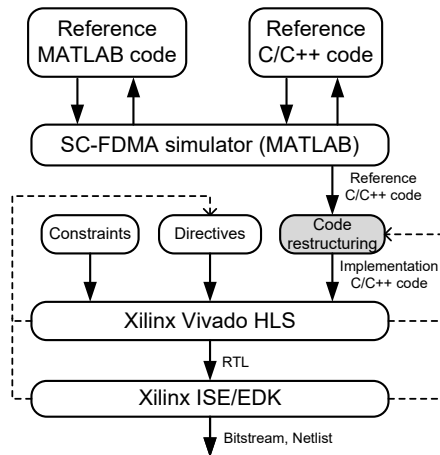 Reference
MATLAB code
Reference
C/C++ code
SC-FDMA simulator (MATLAB)
Reference
C/C++ code
Constraints
Directives
Code
restructuring
Implementation
C/C++ code
Xilinx Vivado HLS
RTL
Xilinx ISE/EDK
Bitstream, Netlist